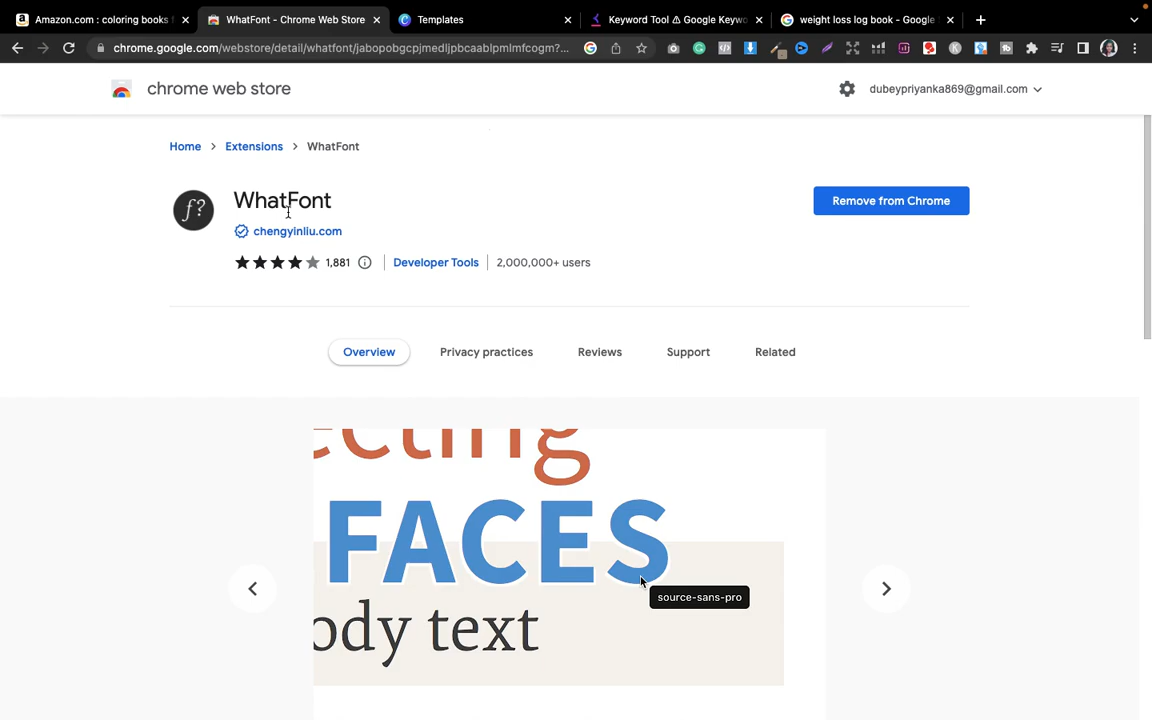 Amazon.com : coloring books f
WhatFont - Chrome Web Store
Templates
Keyword Tool ⚠ Google Keywo
weight loss log book - Google
chrome.google.com/webstore/detail/whatfont/jabopobgcpjmedljpbcaablpmlmfcogm?...
chrome web store
dubeypriyanka869@gmail.com
Home > Extensions > WhatFont
f?
WhatFont
chengyinliu.com
1,881
Developer Tools
2,000,000+ users
Remove from Chrome
Overview
Privacy practices
Reviews
Support
Related
ecting
FACES
source-sans-pro
ody text